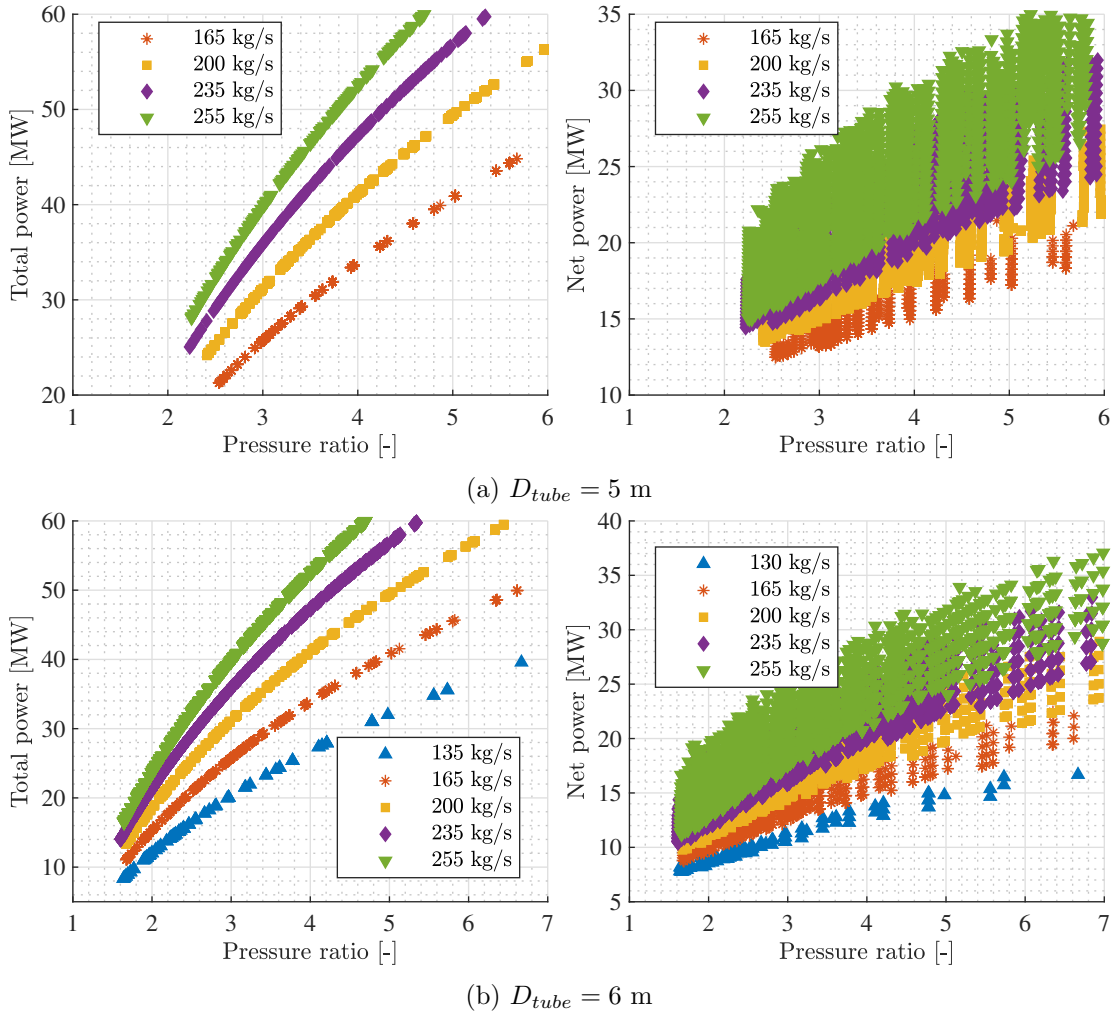 60
50
40
30
20
Total power [MW]
165 kg/s
200 kg/s
235 kg/s
255 kg/s
1 2 3 4 5 6
Pressure ratio [-]
35
30
25
20
15
10
Net power [MW]
165 kg/s
200 kg/s
235 kg/s
255 kg/s
1 2 3 4 5 6
Pressure ratio [-]
(a) D_tube = 5 m
60
50
40
30
20
10
Total power [MW]
135 kg/s
165 kg/s
200 kg/s
235 kg/s
255 kg/s
1 2 3 4 5 6 7
Pressure ratio [-]
40
35
30
25
20
15
10
5
Net power [MW]
130 kg/s
165 kg/s
200 kg/s
235 kg/s
255 kg/s
1 2 3 4 5 6 7
Pressure ratio [-]
(b) D_tube = 6 m